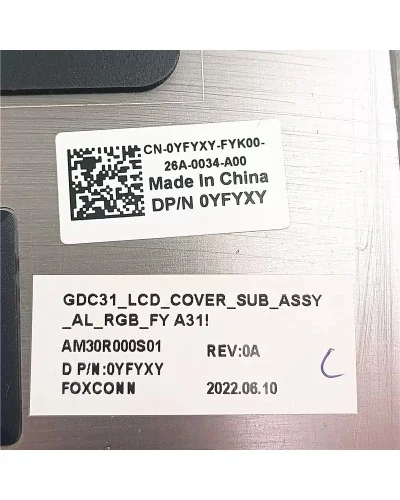 CN-0YFYXY-FYK00-
26A-0034-A00
Made In China
DP/N 0YFYXY
GDC31_LCD_COVER_SUB_ASSY
_AL_RGB_FY A31!
AM30R000S01 REV:0A
D P/N:0YFYXY
FOXCONN 2022.06.10
C